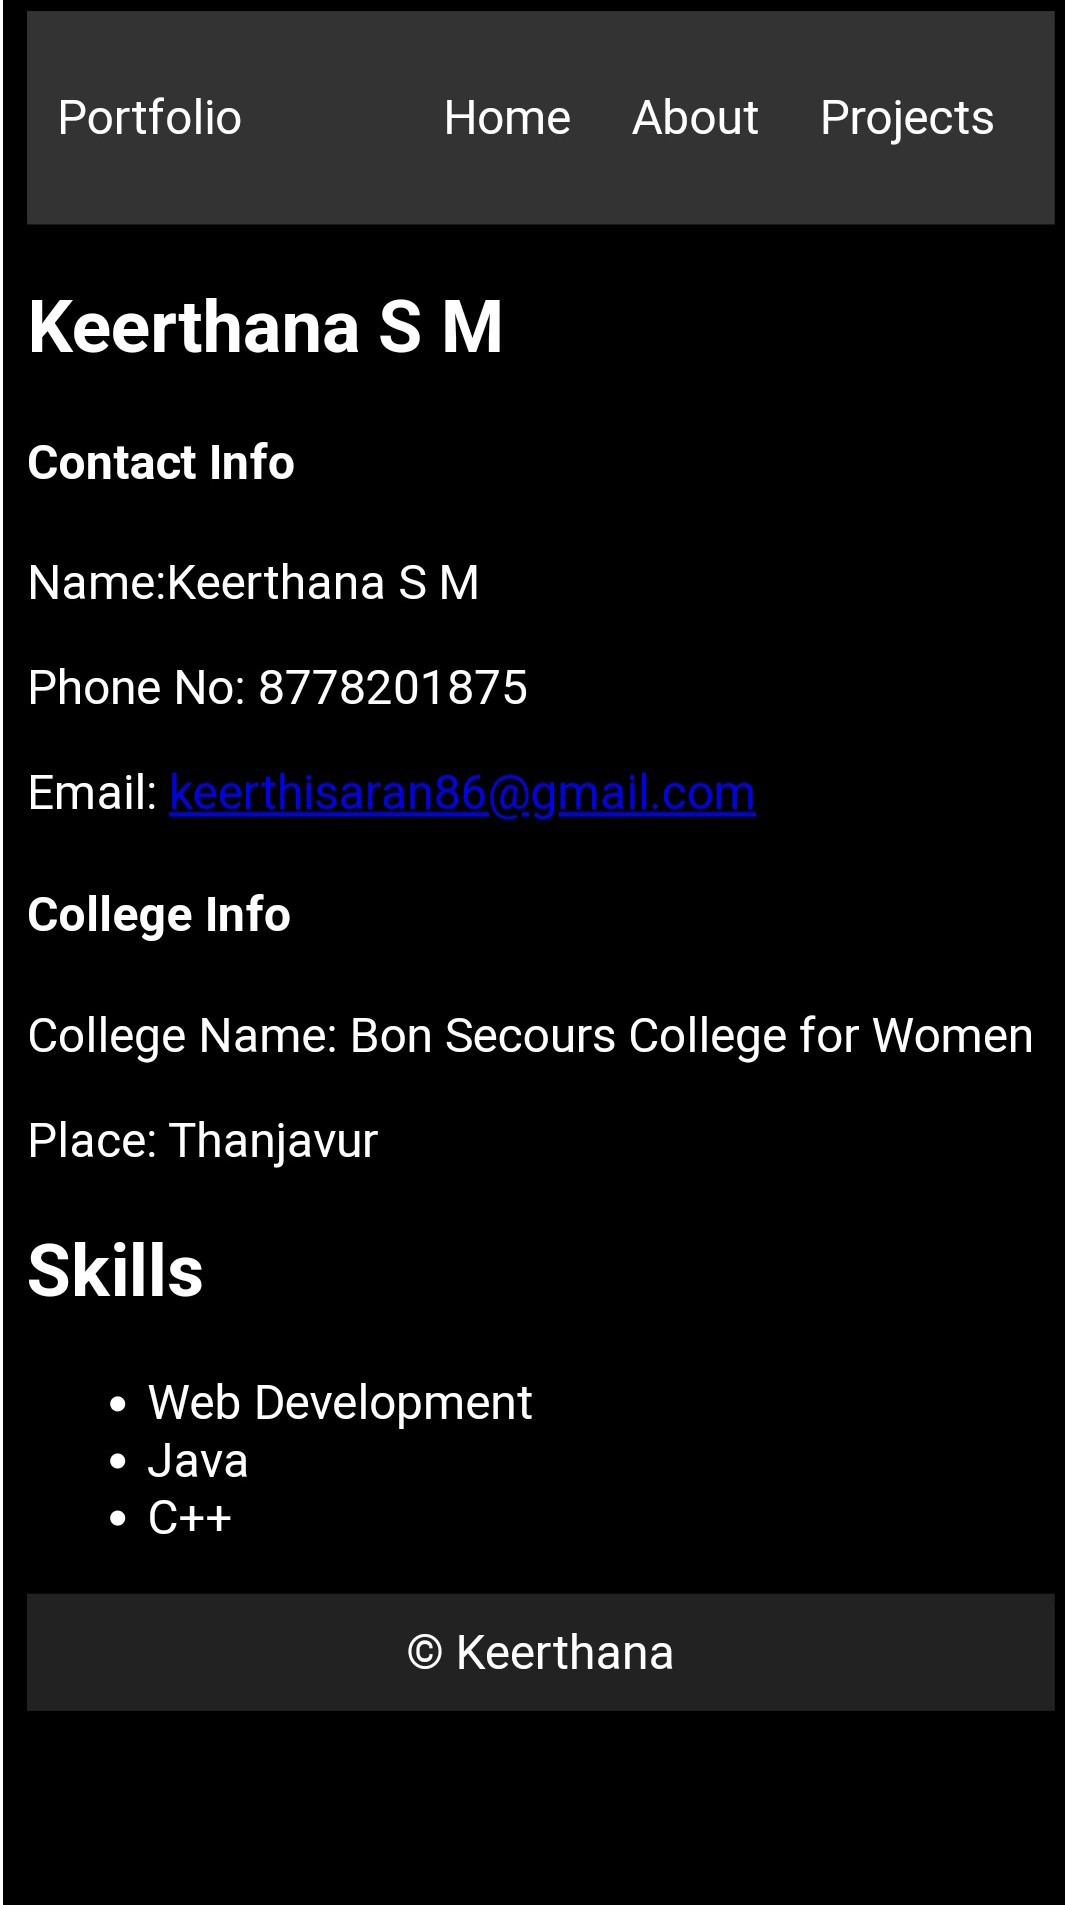 Portfolio Home About Projects
Keerthana S M
Contact Info
Name:Keerthana S M
Phone No: 8778201875
Email: keerthisaran86@gmail.com
College Info
College Name: Bon Secours College for Women
Place: Thanjavur
Skills
• Web Development
• Java
• C++
© Keerthana